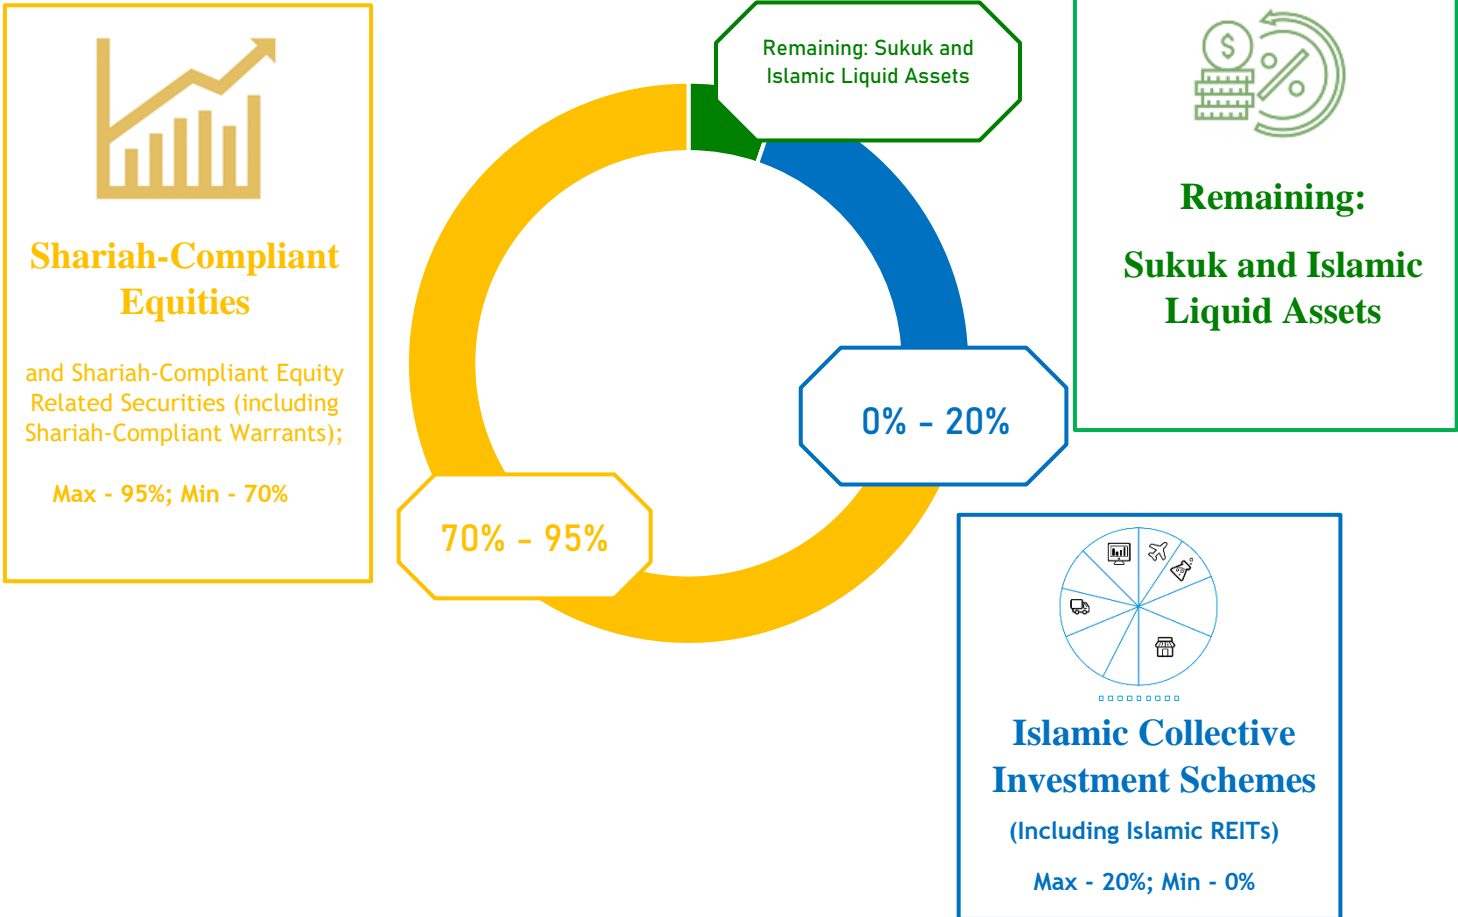 Shariah-Compliant
Equities
and Shariah-Compliant Equity
Related Securities (including
Shariah-Compliant Warrants);
Max - 95%; Min - 70%
Remaining: Sukuk and
Islamic Liquid Assets
0% - 20%
70% - 95%
$
%
Remaining:
Sukuk and Islamic
Liquid Assets
Islamic Collective
Investment Schemes
(Including Islamic REITs)
Max - 20%; Min - 0%